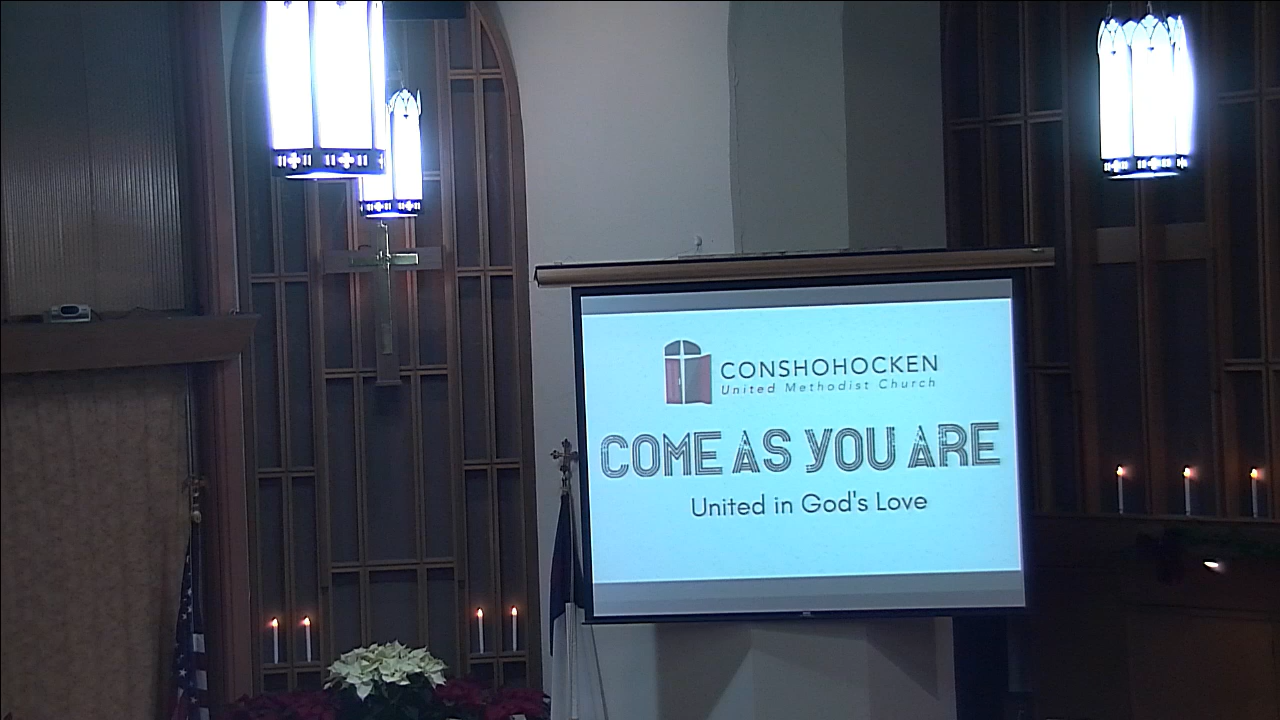 CONSHOHOCKEN
United Methodist Church
COME AS YOU ARE
United in God's Love